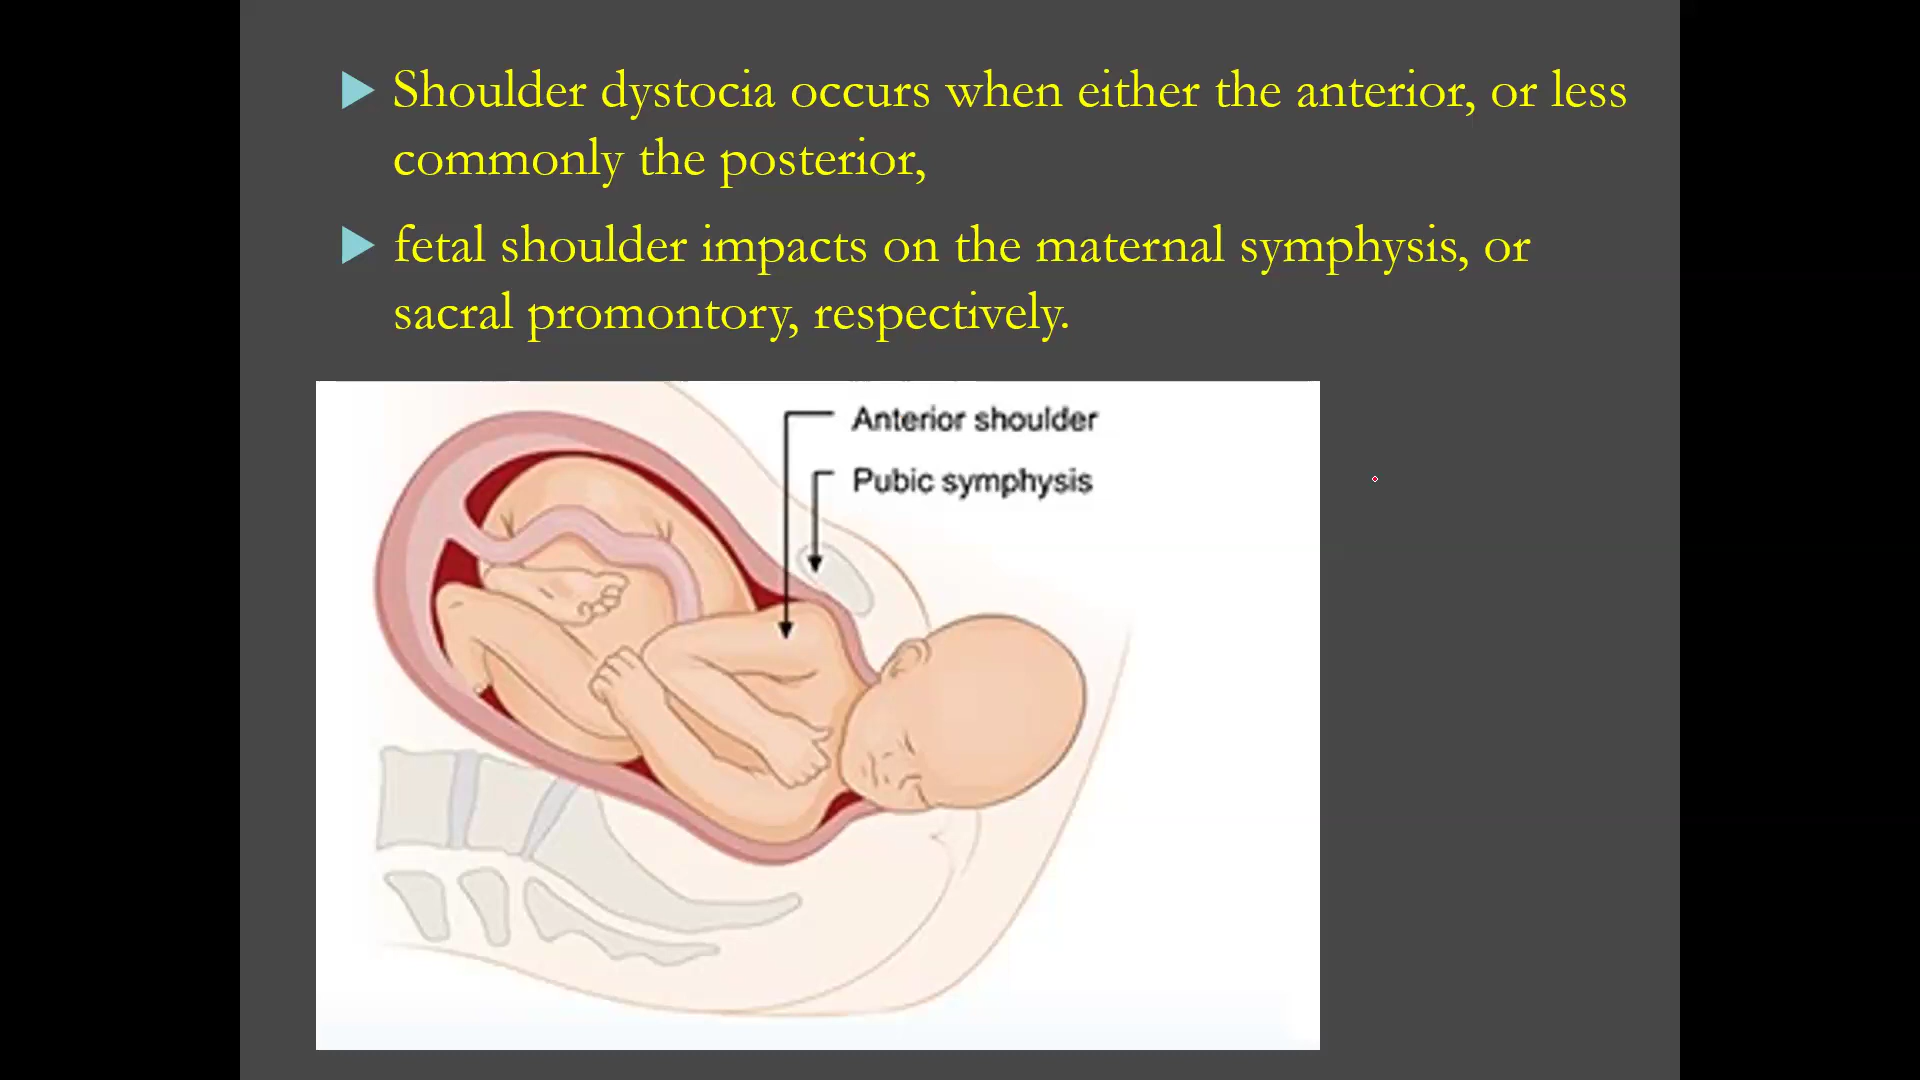 Shoulder dystocia occurs when either the anterior, or less
commonly the posterior,
fetal shoulder impacts on the maternal symphysis, or
sacral promontory, respectively.
Anterior shoulder
Pubic symphysis